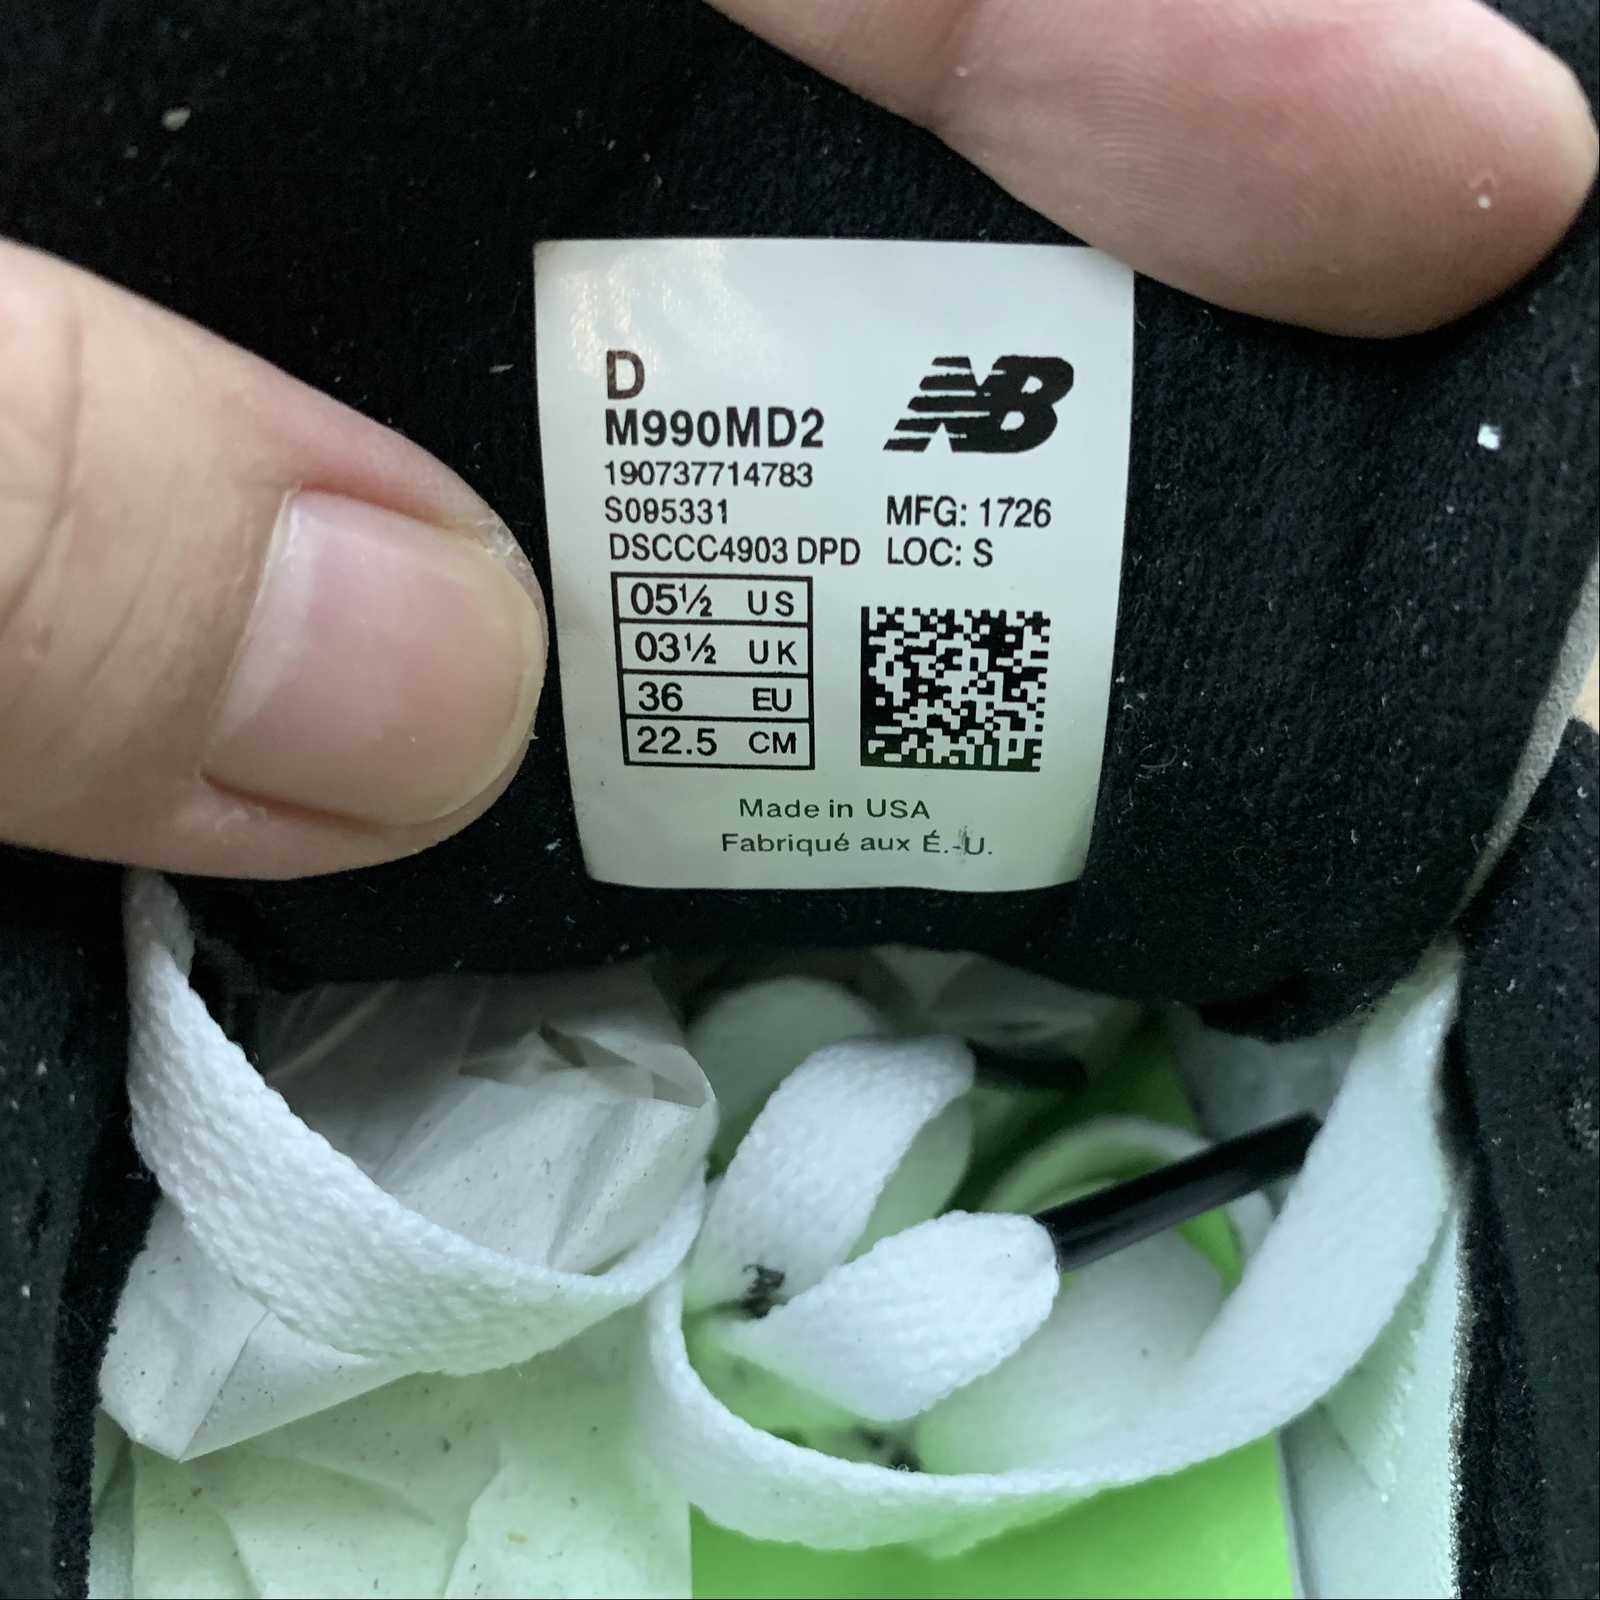 D
M990MD2
NB
190737714783
S095331
MFG: 1726
DSCCC4903 DPD
LOC: S
05½ US
03½ UK
36 EU
22.5 CM
Made in USA
Fabriqué aux É.-U.